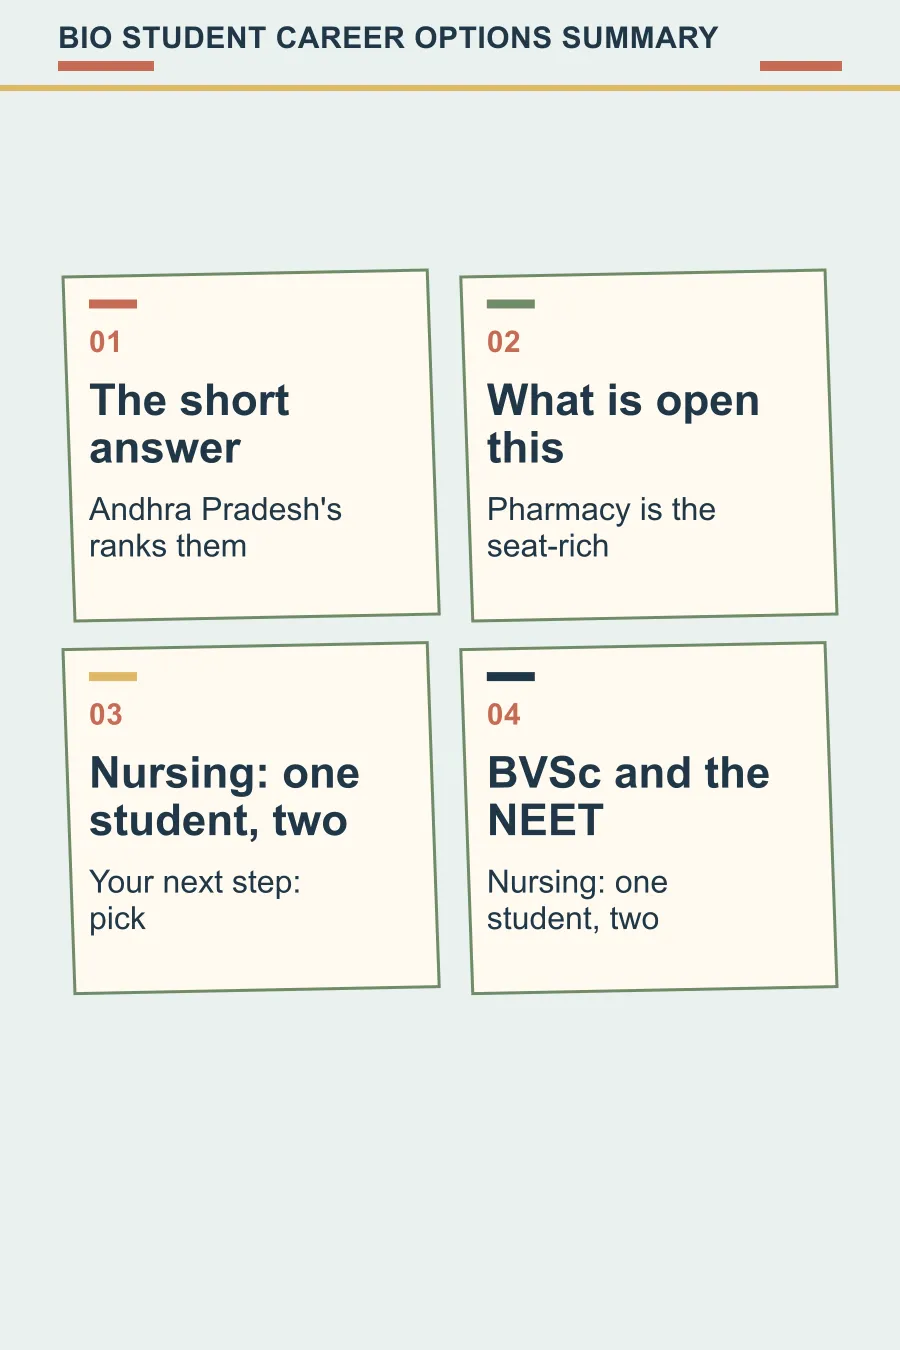 BIO STUDENT CAREER OPTIONS SUMMARY
01
The short
answer
Andhra Pradesh's
ranks them
02
What is open
this
Pharmacy is the
seat-rich
03
Nursing: one
student, two
Your next step:
pick
04
BVSc and the
NEET
Nursing: one
student, two